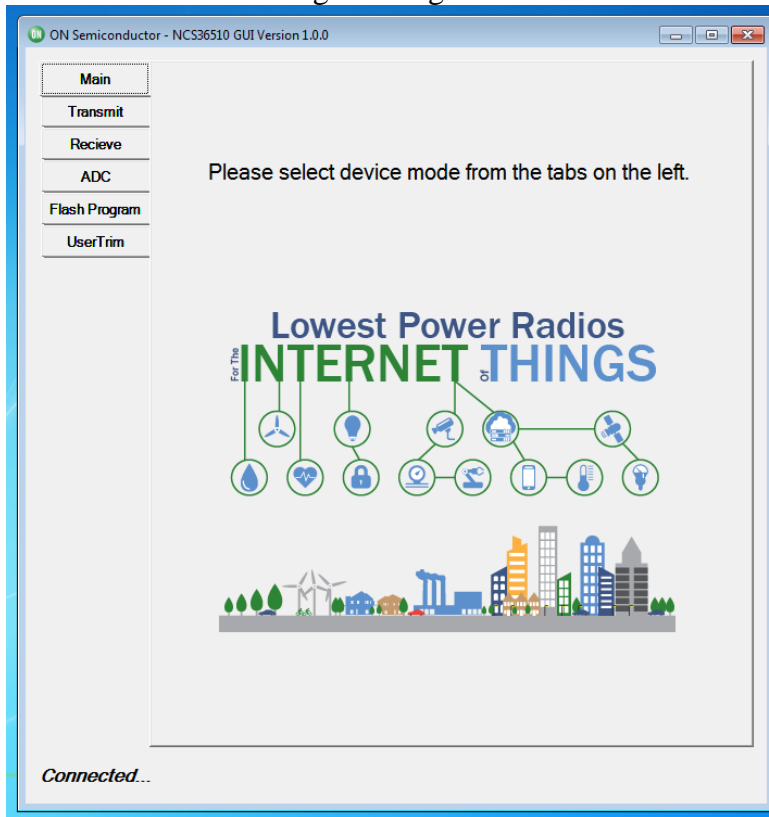 ON Semiconductor - NCS36510 GUI Version 1.0.0
Main
Transmit
Recieve
ADC
Flash Program
UserTrim
Please select device mode from the tabs on the left.
Lowest Power Radios
For The INTERNET Of THINGS
Connected...